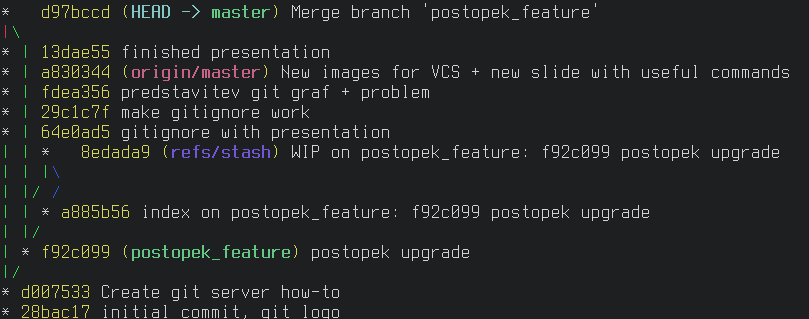 *   d97bccd (HEAD -> master) Merge branch 'postopek_feature'
|\
* | 13dae55 finished presentation
* | a830344 (origin/master) New images for VCS + new slide with useful commands
* | fdea356 predstavitev git graf + problem
* | 29c1c7f make gitignore work
* | 64e0ad5 gitignore with presentation
| | *   8edada9 (refs/stash) WIP on postopek_feature: f92c099 postopek upgrade
| | |\
| |/ /
| | * a885b56 index on postopek_feature: f92c099 postopek upgrade
| |/
| * f92c099 (postopek_feature) postopek upgrade
|/
* d007533 Create git server how-to
* 28bac17 initial commit, git logo